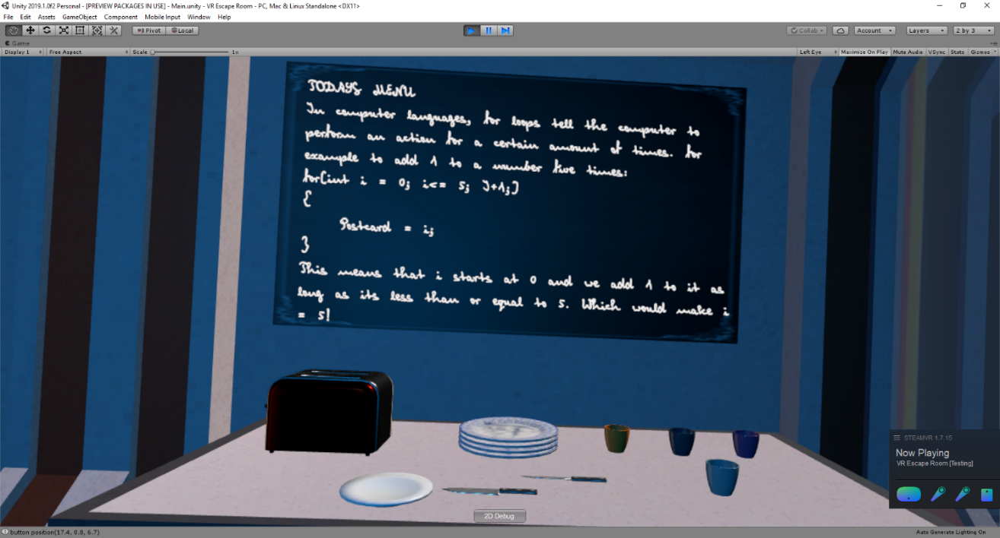 Unity 2019.1.0f2 Personal - [PREVIEW PACKAGES IN USE] - Main.unity - VR Escape Room - PC, Mac & Linux Standalone <DX11>
File Edit Assets GameObject Component Mobile Input Window Help
Pivot Local Collab Account Layers 2 by 3
Game
Display 1 Free Aspect Scale 1x Left Eye Maximize On Play Mute Audio VSync Stats Gizmos
TODAYS MENU
In computer languages, for loops tell the computer to
perform an action for a certain amount of times. For
example to add 1 to a number five times:
for(int i = 0; i<= 5; I+1;)
{
Postcard = i;
}
This means that i starts at 0 and we add 1 to it as
long as its less than or equal to 5. Which would make i
= 5!
STEAMVR 1.7.15
Now Playing
VR Escape Room [Testing]
2D Debug
button position(17.4, 0.8, 6.7) Auto Generate Lighting On